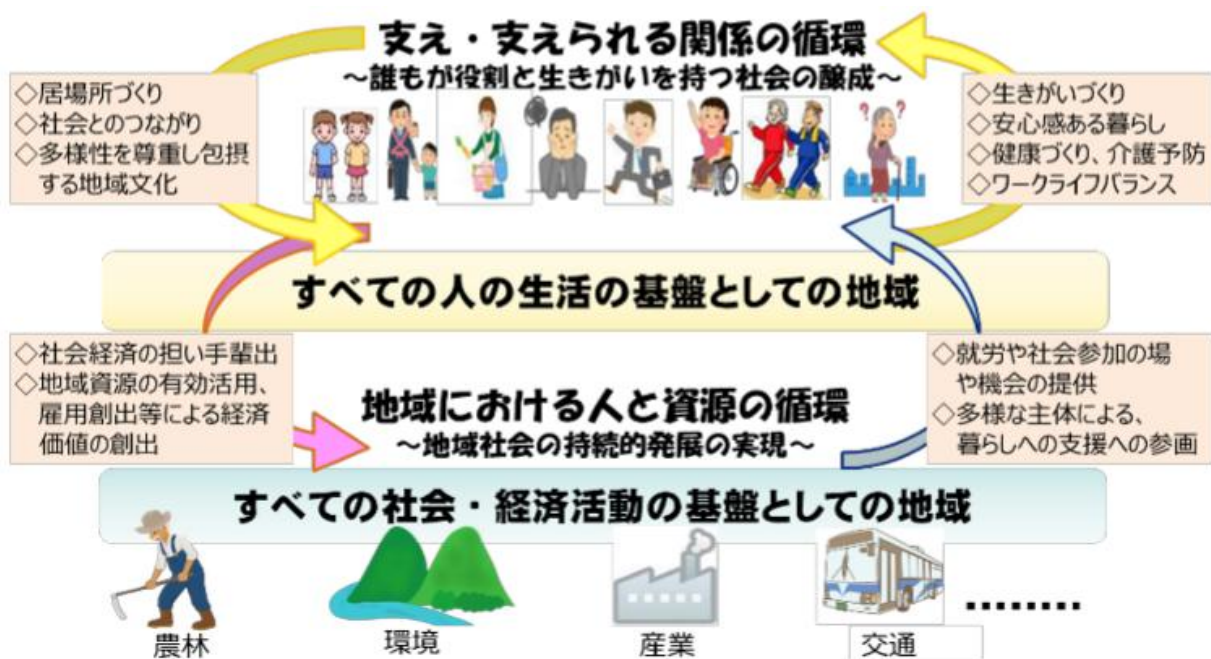 支え・支えられる関係の循環
～誰もが役割と生きがいを持つ社会の醸成～
◇居場所づくり
◇社会とのつながり
◇多様性を尊重し包摂
する地域文化
◇生きがいづくり
◇安心感ある暮らし
◇健康づくり、介護予防
◇ワークライフバランス
? ?
すべての人の生活の基盤としての地域
◇社会経済の担い手輩出
◇地域資源の有効活用、
雇用創出等による経済
価値の創出
地域における人と資源の循環
～地域社会の持続的発展の実現～
◇就労や社会参加の場
や機会の提供
◇多様な主体による、
暮らしへの支援への参画
すべての社会・経済活動の基盤としての地域
農林
環境
産業
交通
………